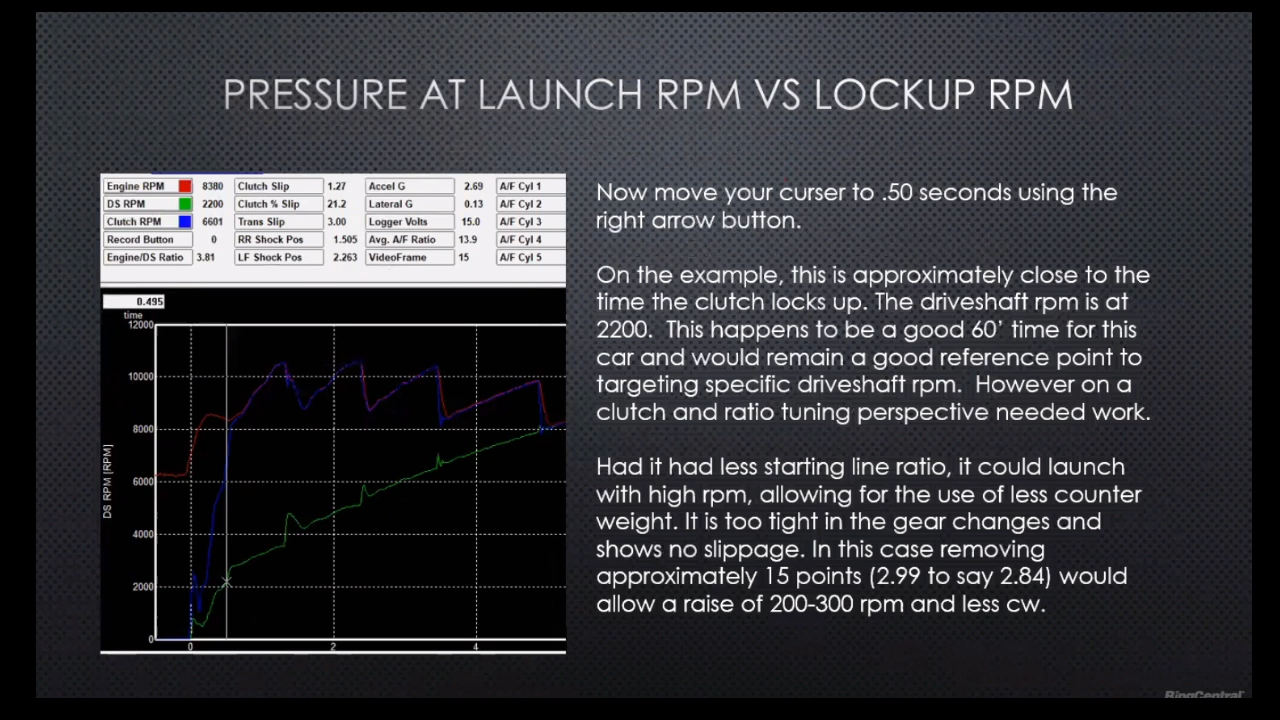 PRESSURE AT LAUNCH RPM VS LOCKUP RPM
Engine RPM 8380 Clutch Slip 1.27 Accel G 2.69 A/F Cyl 1
DS RPM 2200 Clutch % Slip 21.2 Lateral G 0.13 A/F Cyl 2
Clutch RPM 6601 Trans Slip 3.00 Logger Volts 15.0 A/F Cyl 3
Record Button 0 RR Shock Pos 1.505 Avg. A/F Ratio 13.9 A/F Cyl 4
Engine/DS Ratio 3.81 LF Shock Pos 2.263 VideoFrame 15 A/F Cyl 5
0.495
time
12000
10000
8000
6000
4000
2000
0
DS RPM [RPM]
0 2 4
Now move your curser to .50 seconds using the
right arrow button.
On the example, this is approximately close to the
time the clutch locks up. The driveshaft rpm is at
2200.  This happens to be a good 60’ time for this
car and would remain a good reference point to
targeting specific driveshaft rpm.  However on a
clutch and ratio tuning perspective needed work.
Had it had less starting line ratio, it could launch
with high rpm, allowing for the use of less counter
weight. It is too tight in the gear changes and
shows no slippage. In this case removing
approximately 15 points (2.99 to say 2.84) would
allow a raise of 200-300 rpm and less cw.
RingCentral